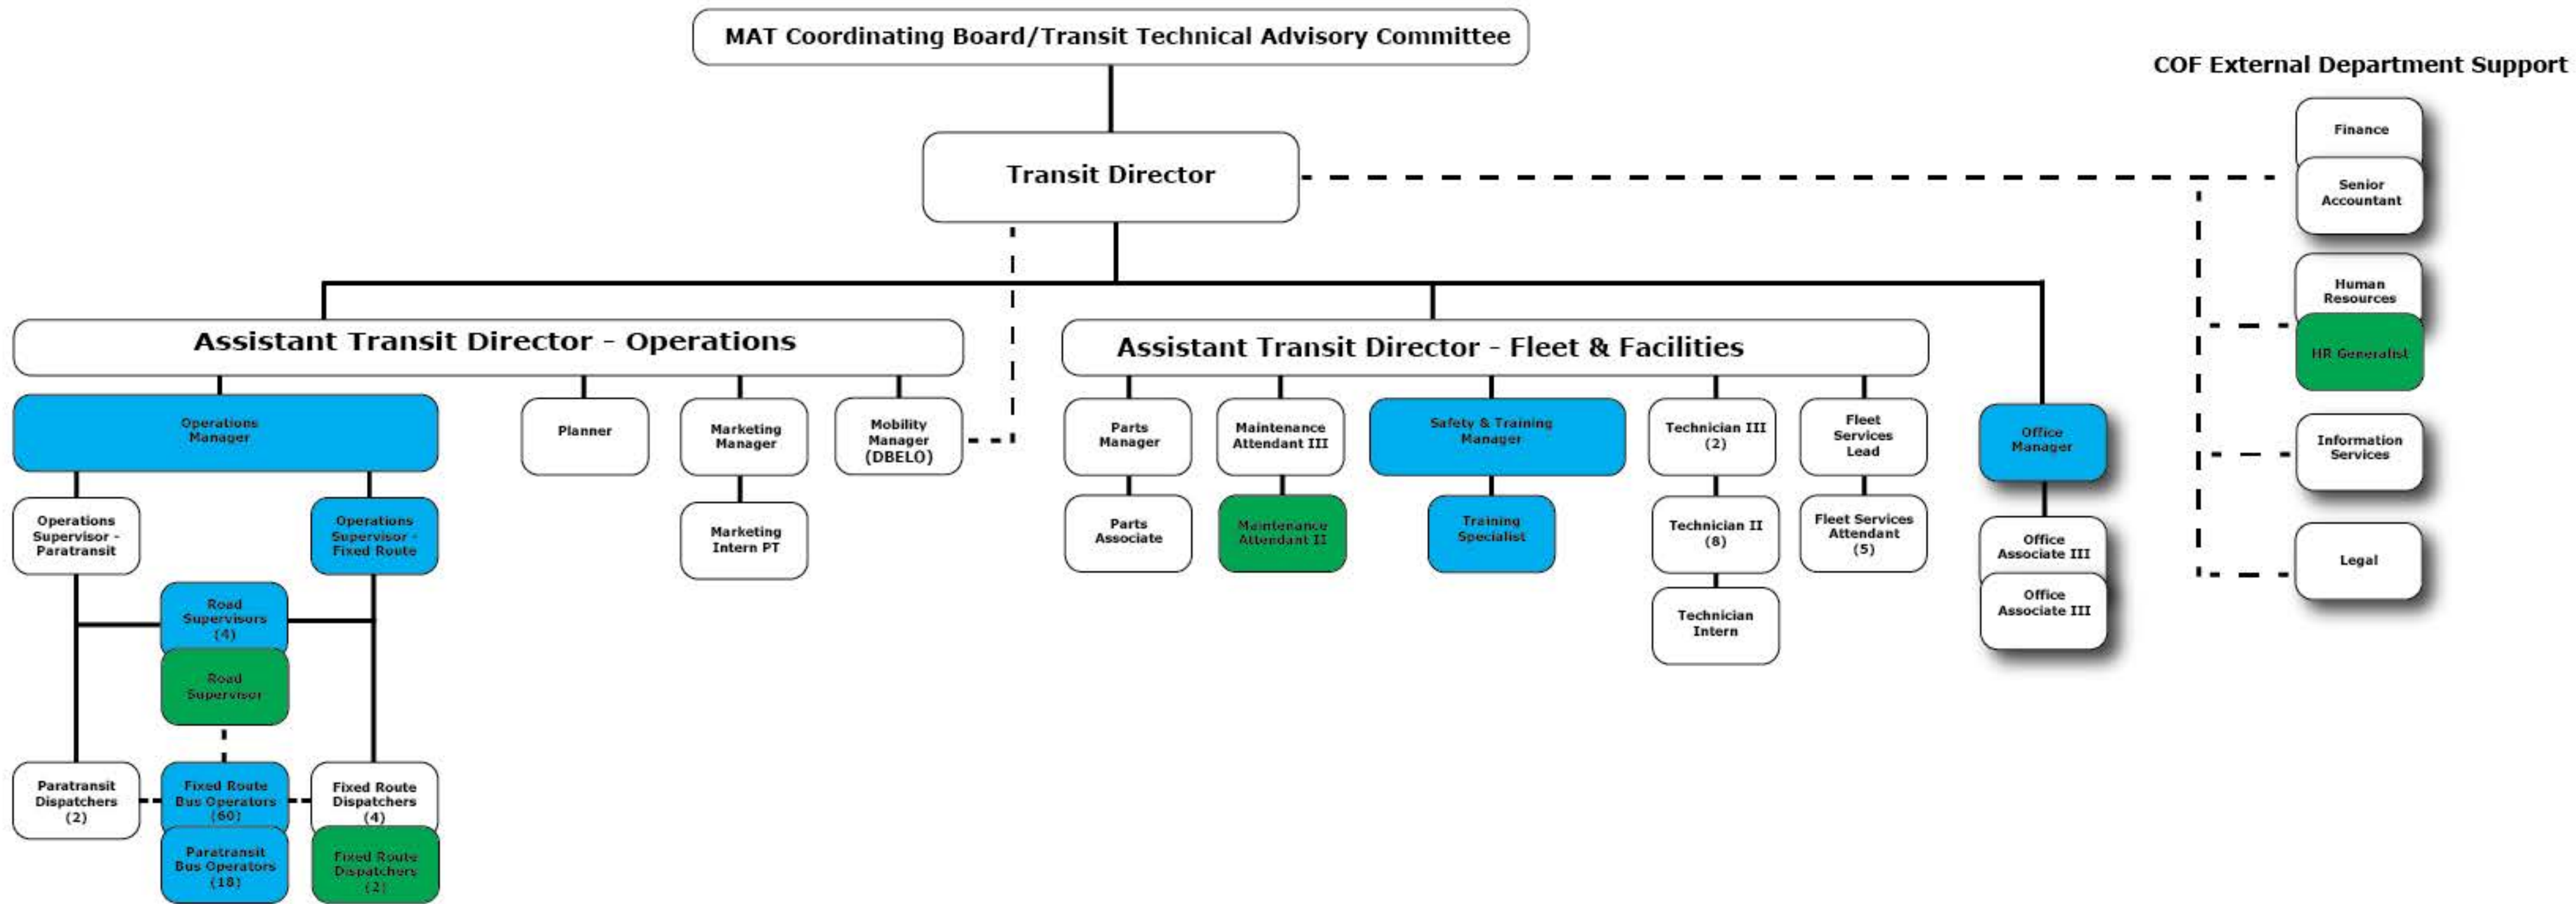 MAT Coordinating Board/Transit Technical Advisory Committee
COF External Department Support
Finance
Senior
Accountant
Transit Director
Human
Resources
HR Generalist
Information
Services
Legal
Assistant Transit Director - Operations
Assistant Transit Director - Fleet & Facilities
Operations
Manager
Planner
Marketing
Manager
Mobility
Manager
(DBELO)
Parts
Manager
Maintenance
Attendant III
Safety & Training
Manager
Technician III
(2)
Fleet
Services
Lead
Office
Manager
Operations
Supervisor -
Paratransit
Operations
Supervisor -
Fixed Route
Marketing
Intern PT
Parts
Associate
Maintenance
Attendant II
Training
Specialist
Technician II
(8)
Fleet Services
Attendant
(5)
Office
Associate III
Office
Associate III
Technician
Intern
Road
Supervisors
(4)
Road
Supervisor
Paratransit
Dispatchers
(2)
Fixed Route
Bus Operators
(60)
Fixed Route
Dispatchers
(4)
Paratransit
Bus Operators
(18)
Fixed Route
Dispatchers
(2)